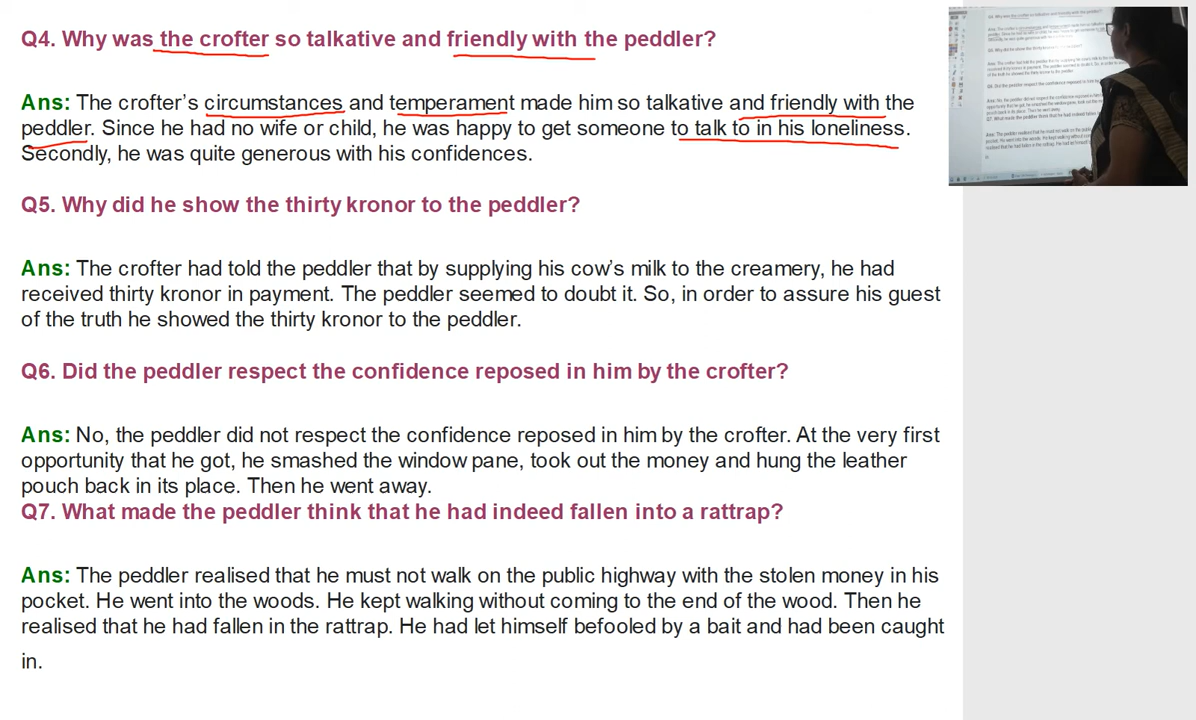 Q4. Why was the crofter so talkative and friendly with the peddler?
Ans: The crofter's circumstances and temperament made him so talkative and friendly with the
peddler. Since he had no wife or child, he was happy to get someone to talk to in his loneliness.
Secondly, he was quite generous with his confidences.
Q5. Why did he show the thirty kronor to the peddler?
Ans: The crofter had told the peddler that by supplying his cow's milk to the creamery, he had
received thirty kronor in payment. The peddler seemed to doubt it. So, in order to assure his guest
of the truth he showed the thirty kronor to the peddler.
Q6. Did the peddler respect the confidence reposed in him by the crofter?
Ans: No, the peddler did not respect the confidence reposed in him by the crofter. At the very first
opportunity that he got, he smashed the window pane, took out the money and hung the leather
pouch back in its place. Then he went away.
Q7. What made the peddler think that he had indeed fallen into a rattrap?
Ans: The peddler realised that he must not walk on the public highway with the stolen money in his
pocket. He went into the woods. He kept walking without coming to the end of the wood. Then he
realised that he had fallen in the rattrap. He had let himself befooled by a bait and had been caught
in.